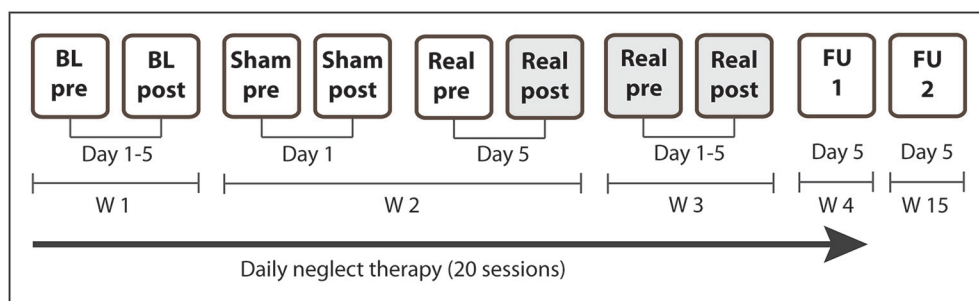 BL pre
BL post
Sham pre
Sham post
Real pre
Real post
Real pre
Real post
FU 1
FU 2
Day 1-5
Day 1
Day 5
Day 1-5
Day 5
Day 5
W 1
W 2
W 3
W 4
W 15
Daily neglect therapy (20 sessions)